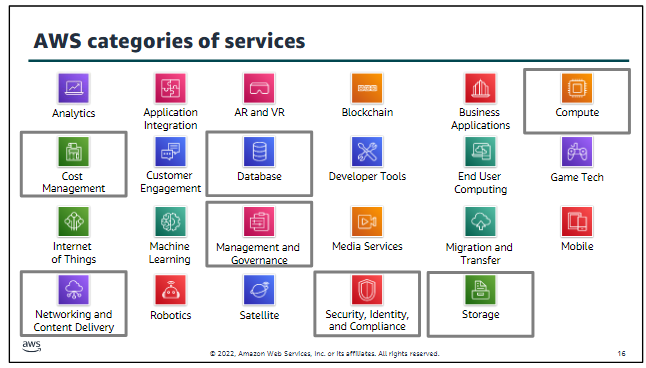 AWS categories of services
Analytics
Application
Integration
AR and VR
Blockchain
Business
Applications
Compute
Cost
Management
Customer
Engagement
Database
Developer Tools
End User
Computing
Game Tech
Internet
of Things
Machine
Learning
Management and
Governance
Media Services
Migration and
Transfer
Mobile
Networking and
Content Delivery
Robotics
Satellite
Security, Identity,
and Compliance
Storage
aws
© 2022, Amazon Web Services, Inc. or its affiliates. All rights reserved.
16